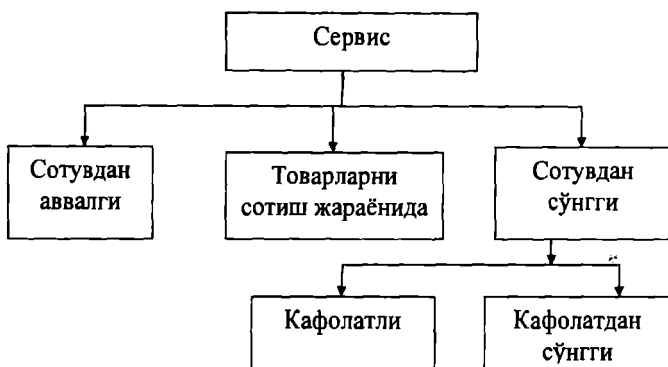 Сервис
Сотувдан
аввалги
Товарларни
сотиш жараёнида
Сотувдан
сўнгги
Кафолатли
Кафолатдан
сўнгги